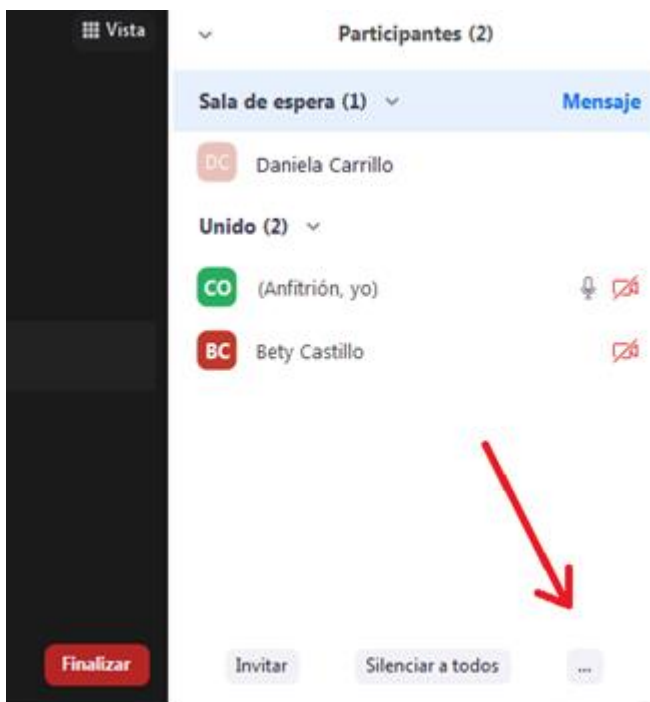 Vista
Participantes (2)
Sala de espera (1) Mensaje
DC Daniela Carrillo
Unido (2)
CO (Anfitrión, yo)
BC Bety Castillo
Finalizar
Invitar Silenciar a todos ...